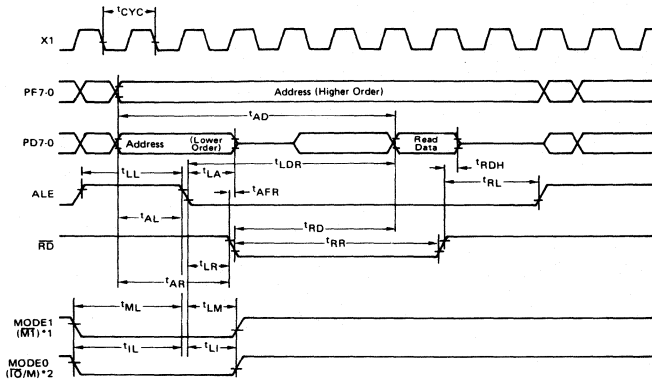 tCYC
X1
PF7-0
Address (Higher Order)
tAD
PD7-0
Address
(Lower
Order)
Read
Data
tLL
tLA
tLDR
tRDH
ALE
tAFR
tRL
tAL
tRD
RD
tRR
tLR
tAR
tML
tLM
MODE1
(M1)*1
tIL
tLI
MODE0
(IO/M)*2